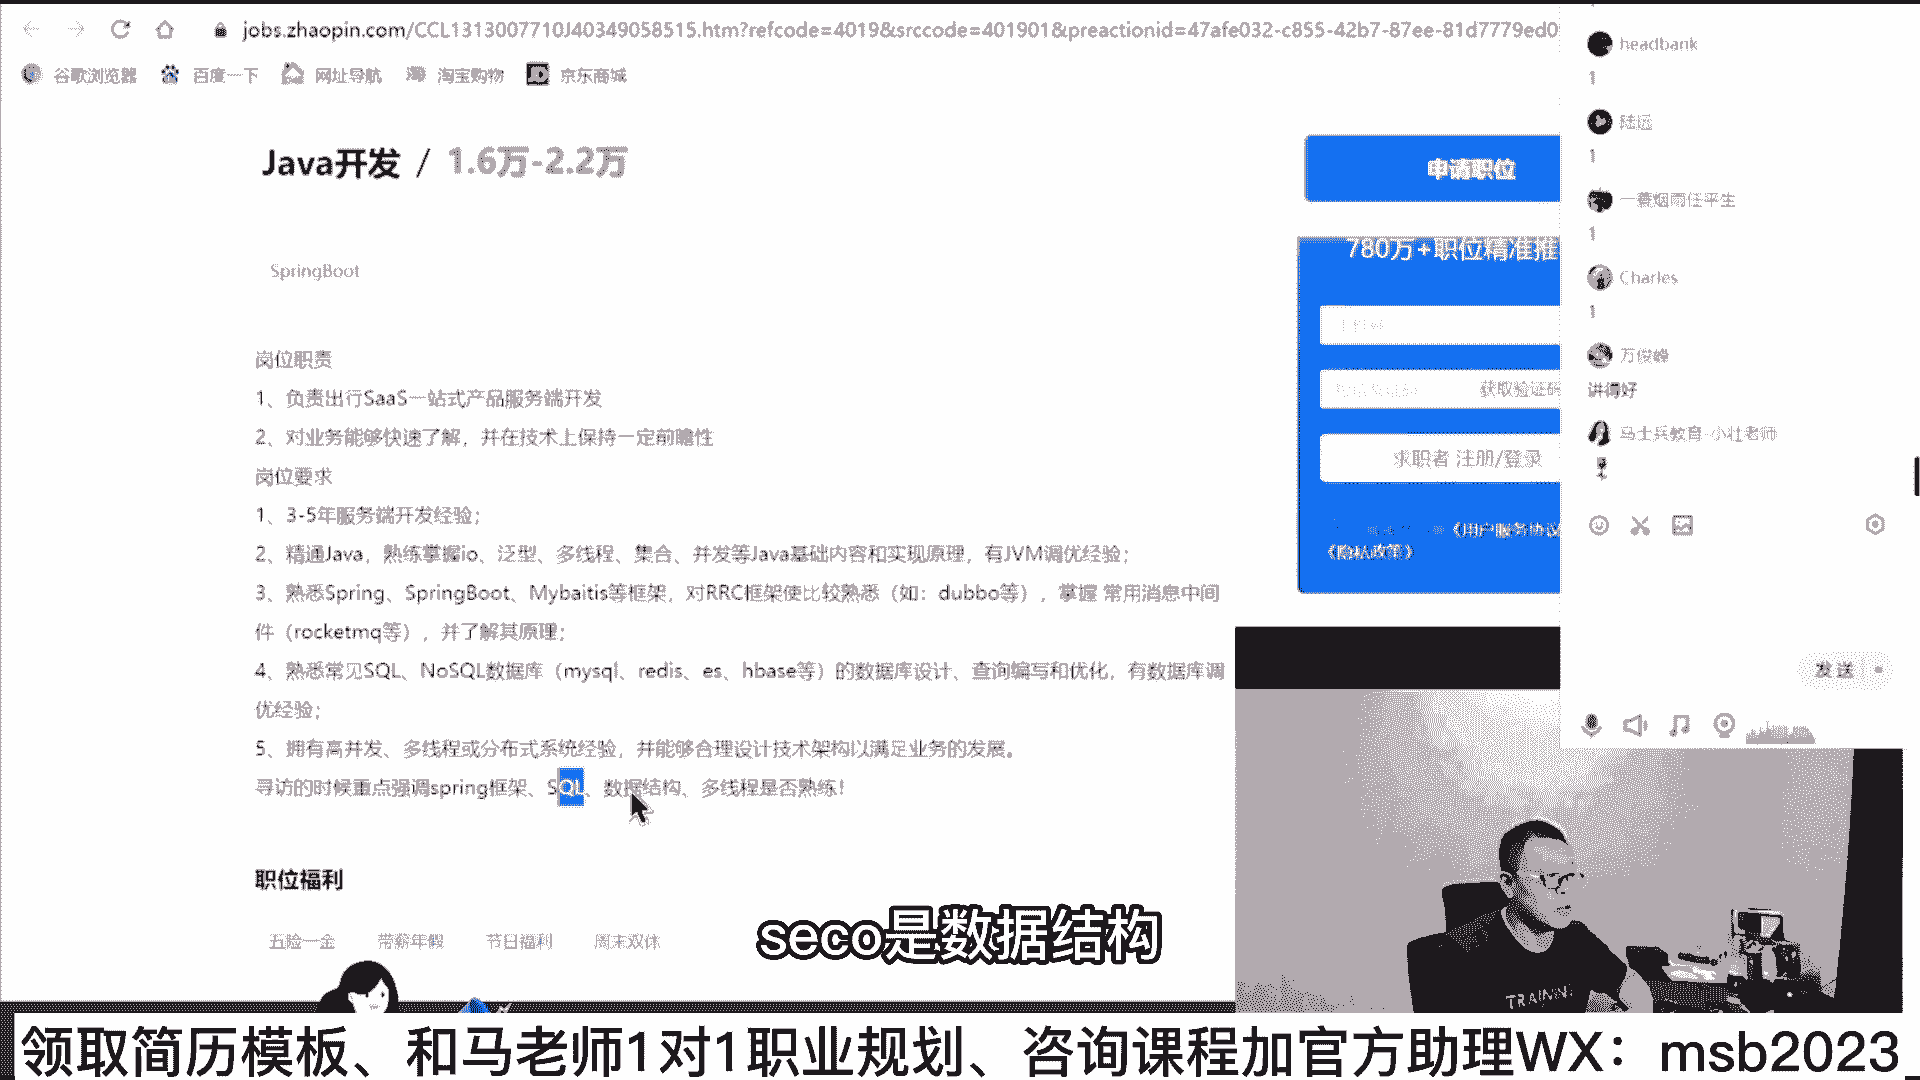 jobs.zhaopin.com/CCL1313007710J40349058515.htm?refcode=4019&srccode=401901&preactionid=47afe032-c855-42b7-87ee-81d7779ed0
谷歌浏览器 百度一下 网址导航 淘宝购物 京东商城
Java开发 / 1.6万-2.2万
申请职位
SpringBoot
780万+职位精准推
获取验证码
求职者 注册/登录
《用户服务协议
《隐私政策》
岗位职责
1、负责出行SaaS一站式产品服务端开发
2、对业务能够快速了解，并在技术上保持一定前瞻性
岗位要求
1、3-5年服务端开发经验；
2、精通Java，熟练掌握io、泛型、多线程、集合、并发等Java基础内容和实现原理，有JVM调优经验；
3、熟悉Spring、SpringBoot、Mybaitis等框架，对RRC框架使比较熟悉（如：dubbo等），掌握 常用消息中间
件（rocketmq等），并了解其原理；
4、熟悉常见SQL、NoSQL数据库（mysql、redis、es、hbase等）的数据库设计、查询编写和优化，有数据库调
优经验；
5、拥有高并发、多线程或分布式系统经验，并能够合理设计技术架构以满足业务的发展。
寻访的时候重点强调spring框架、SQL、数据结构、多线程是否熟练！
职位福利
五险一金 带薪年假 节日福利 周末双休
headbank
1
陆远
1
一蓑烟雨任平生
1
Charles
1
万俊峰
讲得好
马士兵教育-小壮老师
发送
TRAINING
seco是数据结构
领取简历模板、和马老师1对1职业规划、咨询课程加官方助理WX：msb2023_